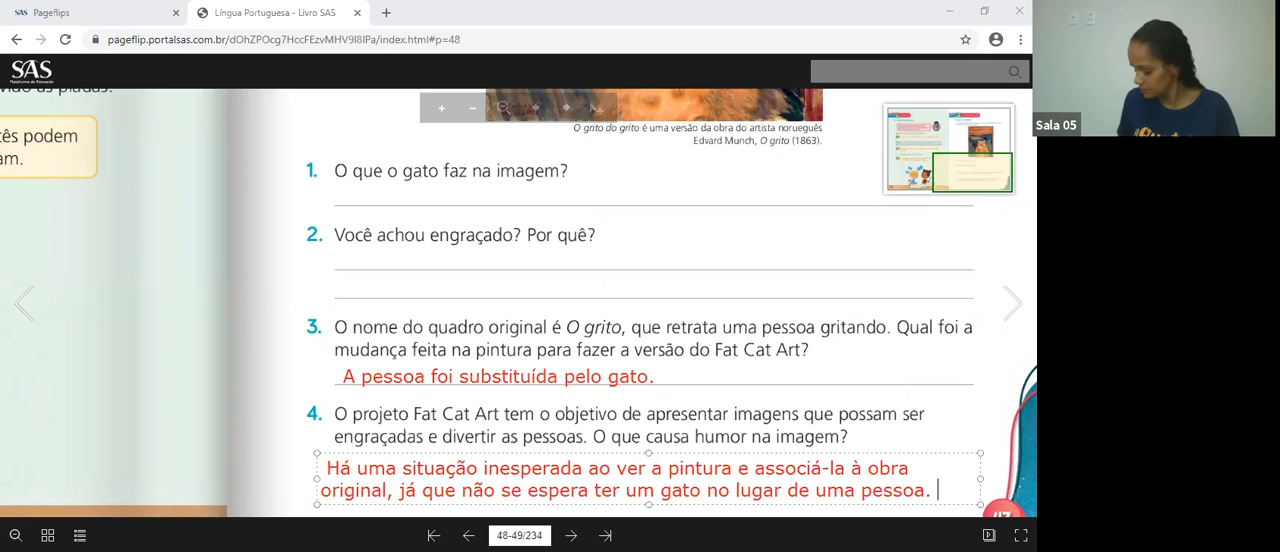 SAS Pageflips
Língua Portuguesa - Livro SAS
pageflip.portalsas.com.br/dOhZPOcg7HccFEzvMHV9I8IPa/index.html#p=48
SAS
Plataforma de Educação
Sala 05
tês podem
am.
O grito do grito é uma versão da obra do artista norueguês
Edvard Munch, O grito (1863).
1. O que o gato faz na imagem?
2. Você achou engraçado? Por quê?
3. O nome do quadro original é O grito, que retrata uma pessoa gritando. Qual foi a
mudança feita na pintura para fazer a versão do Fat Cat Art?
A pessoa foi substituída pelo gato.
4. O projeto Fat Cat Art tem o objetivo de apresentar imagens que possam ser
engraçadas e divertir as pessoas. O que causa humor na imagem?
Há uma situação inesperada ao ver a pintura e associá-la à obra
original, já que não se espera ter um gato no lugar de uma pessoa.
48-49/234